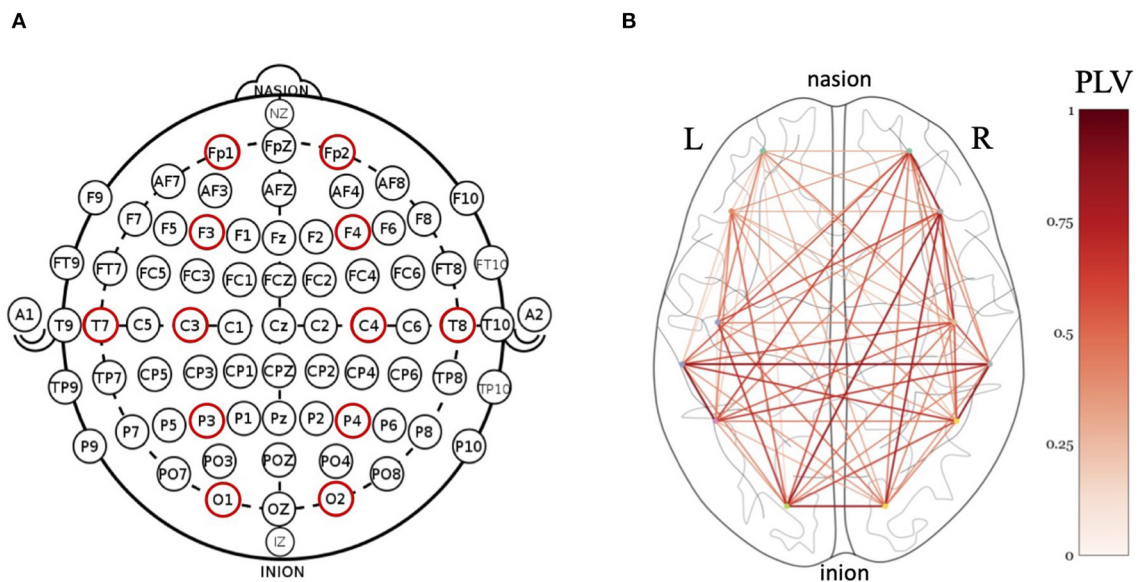 A
B
NASION
NZ
Fp1 FpZ Fp2
AF7 AF3 AFZ AF4 AF8
F9 F7 F5 F3 F1 Fz F2 F4 F6 F8 F10
FT9 FT7 FC5 FC3 FC1 FCZ FC2 FC4 FC6 FT8 FT10
A1 T9 T7 C5 C3 C1 Cz C2 C4 C6 T8 T10 A2
TP9 TP7 CP5 CP3 CP1 CPZ CP2 CP4 CP6 TP8 TP10
P9 P7 P5 P3 P1 Pz P2 P4 P6 P8 P10
PO7 PO3 POZ PO4 PO8
O1 OZ O2
IZ
INION
nasion
L R
inion
PLV
1
0.75
0.5
0.25
0